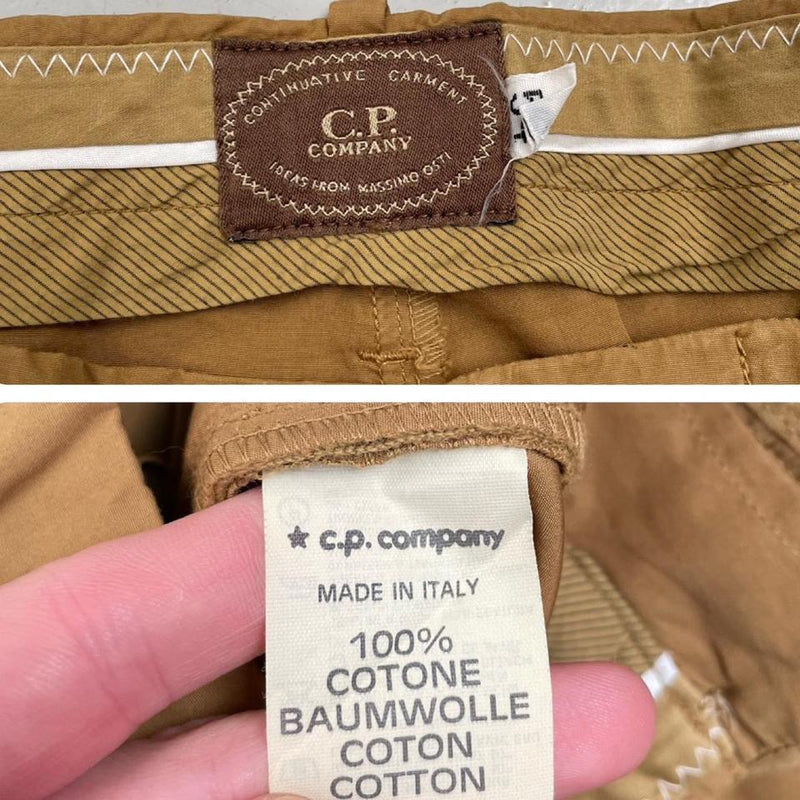 CONTINUATIVE GARMENT
C.P.
COMPANY
IDEAS FROM MASSIMO OSTI
★ c.p. company
MADE IN ITALY
100%
COTONE
BAUMWOLLE
COTON
COTTON